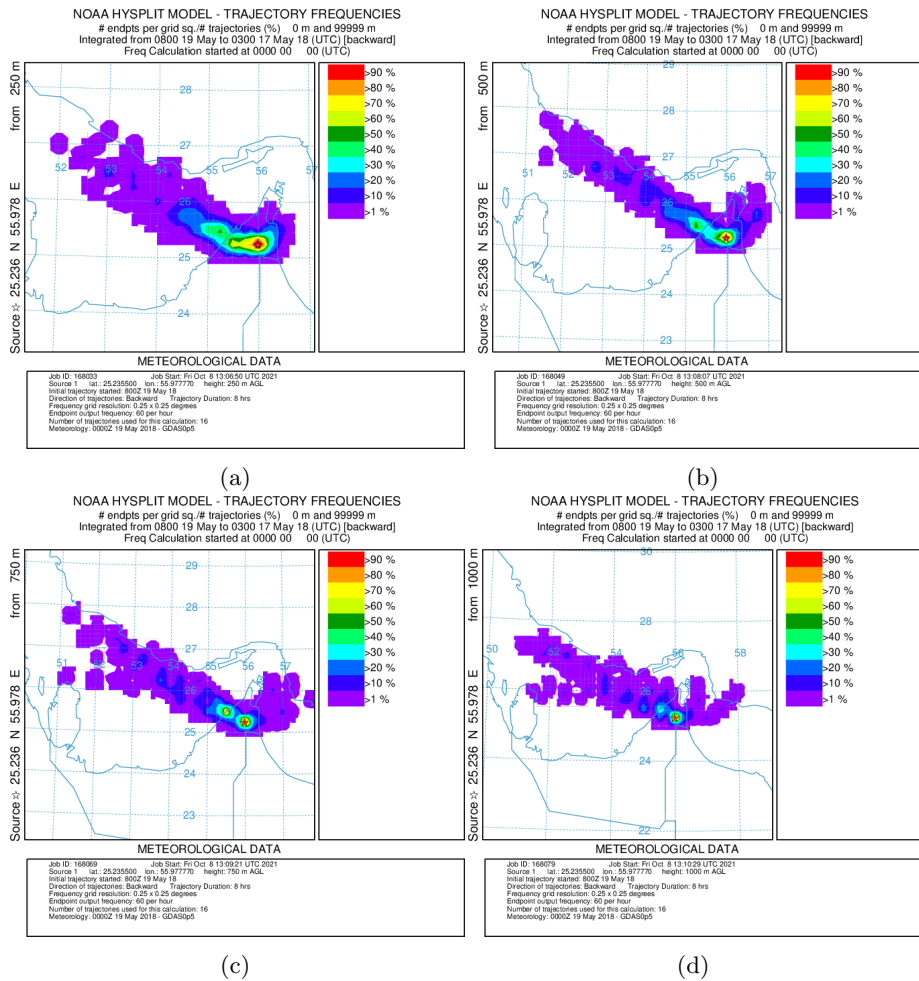 NOAA HYSPLIT MODEL - TRAJECTORY FREQUENCIES
# endpts per grid sq./# trajectories (%)    0 m and 99999 m
Integrated from 0800 19 May to 0300 17 May 18 (UTC) [backward]
Freq Calculation started at 0000 00    00 (UTC)
Source ☆ 25.236 N 55.978 E    from 250 m
28
27
52
53
54
55
56
57
25
24
>90 %
>80 %
>70 %
>60 %
>50 %
>40 %
>30 %
>20 %
>10 %
>1 %
METEOROLOGICAL DATA
Job ID: 168033    Job Start: Fri Oct 8 13:06:50 UTC 2021
Source 1    lat.: 25.235500    lon.: 55.977770    height: 250 m AGL
Initial trajectory started: 800Z 19 May 18
Direction of trajectories: Backward    Trajectory Duration: 8 hrs
Frequency grid resolution: 0.25 x 0.25 degrees
Endpoint output frequency: 60 per hour
Number of trajectories used for this calculation: 16
Meteorology: 0000Z 19 May 2018 - GDAS0p5
(a)
NOAA HYSPLIT MODEL - TRAJECTORY FREQUENCIES
# endpts per grid sq./# trajectories (%)    0 m and 99999 m
Integrated from 0800 19 May to 0300 17 May 18 (UTC) [backward]
Freq Calculation started at 0000 00    00 (UTC)
Source ☆ 25.236 N 55.978 E    from 500 m
29
28
27
51
52
53
54
55
56
57
25
24
23
>90 %
>80 %
>70 %
>60 %
>50 %
>40 %
>30 %
>20 %
>10 %
>1 %
METEOROLOGICAL DATA
Job ID: 168049    Job Start: Fri Oct 8 13:08:07 UTC 2021
Source 1    lat.: 25.235500    lon.: 55.977770    height: 500 m AGL
Initial trajectory started: 800Z 19 May 18
Direction of trajectories: Backward    Trajectory Duration: 8 hrs
Frequency grid resolution: 0.25 x 0.25 degrees
Endpoint output frequency: 60 per hour
Number of trajectories used for this calculation: 16
Meteorology: 0000Z 19 May 2018 - GDAS0p5
(b)
NOAA HYSPLIT MODEL - TRAJECTORY FREQUENCIES
# endpts per grid sq./# trajectories (%)    0 m and 99999 m
Integrated from 0800 19 May to 0300 17 May 18 (UTC) [backward]
Freq Calculation started at 0000 00    00 (UTC)
Source ☆ 25.236 N 55.978 E    from 750 m
29
28
27
51
52
53
54
55
56
57
26
25
24
23
>90 %
>80 %
>70 %
>60 %
>50 %
>40 %
>30 %
>20 %
>10 %
>1 %
METEOROLOGICAL DATA
Job ID: 168069    Job Start: Fri Oct 8 13:09:21 UTC 2021
Source 1    lat.: 25.235500    lon.: 55.977770    height: 750 m AGL
Initial trajectory started: 800Z 19 May 18
Direction of trajectories: Backward    Trajectory Duration: 8 hrs
Frequency grid resolution: 0.25 x 0.25 degrees
Endpoint output frequency: 60 per hour
Number of trajectories used for this calculation: 16
Meteorology: 0000Z 19 May 2018 - GDAS0p5
(c)
NOAA HYSPLIT MODEL - TRAJECTORY FREQUENCIES
# endpts per grid sq./# trajectories (%)    0 m and 99999 m
Integrated from 0800 19 May to 0300 17 May 18 (UTC) [backward]
Freq Calculation started at 0000 00    00 (UTC)
Source ☆ 25.236 N 55.978 E    from 1000 m
30
28
50
52
54
56
58
26
24
22
>90 %
>80 %
>70 %
>60 %
>50 %
>40 %
>30 %
>20 %
>10 %
>1 %
METEOROLOGICAL DATA
Job ID: 168079    Job Start: Fri Oct 8 13:10:29 UTC 2021
Source 1    lat.: 25.235500    lon.: 55.977770    height: 1000 m AGL
Initial trajectory started: 800Z 19 May 18
Direction of trajectories: Backward    Trajectory Duration: 8 hrs
Frequency grid resolution: 0.25 x 0.25 degrees
Endpoint output frequency: 60 per hour
Number of trajectories used for this calculation: 16
Meteorology: 0000Z 19 May 2018 - GDAS0p5
(d)